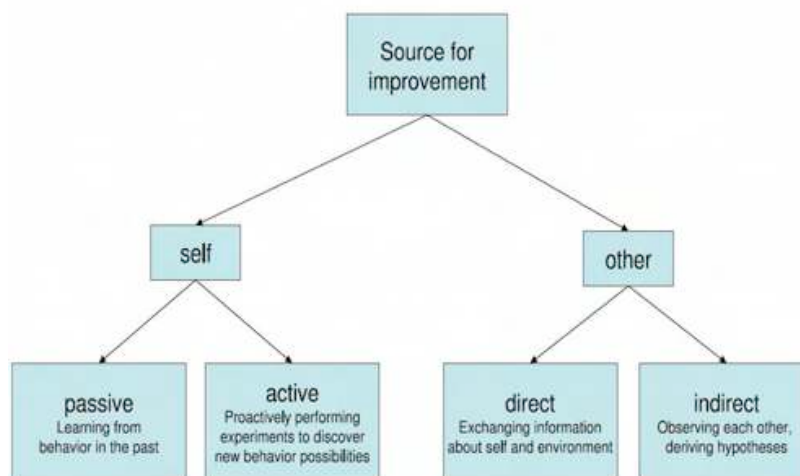 Source for
improvement
self
other
passive
Learning from
behavior in the past
active
Proactively performing
experiments to discover
new behavior possibilities
direct
Exchanging information
about self and environment
indirect
Observing each other,
deriving hypotheses